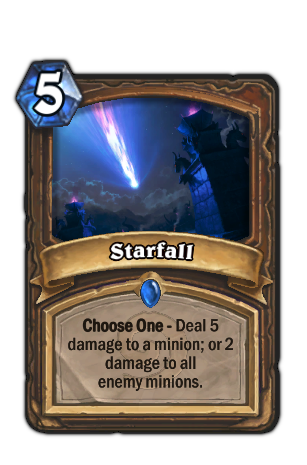 5
Starfall
Choose One - Deal 5
damage to a minion; or 2
damage to all
enemy minions.